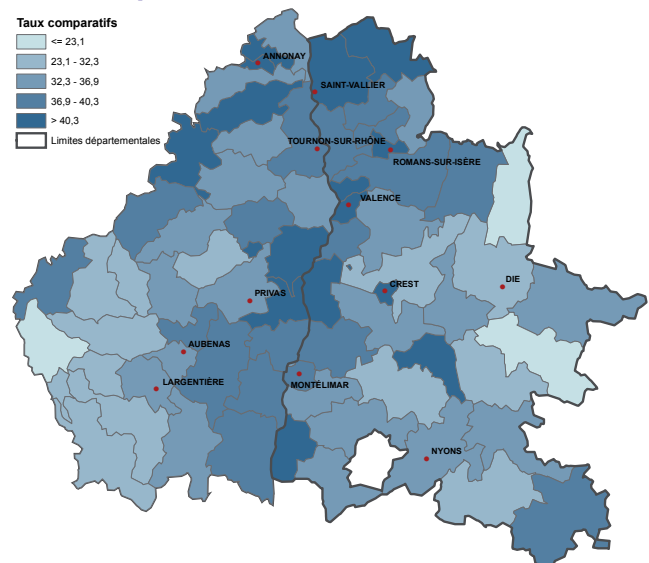 Taux comparatifs
<= 23,1
23,1 - 32,3
32,3 - 36,9
36,9 - 40,3
> 40,3
Limites départementales
ANNONAY
SAINT-VALLIER
TOURNON-SUR-RHÔNE
ROMANS-SUR-ISÈRE
VALENCE
DIE
CREST
PRIVAS
AUBENAS
LARGENTIÈRE
MONTÉLIMAR
NYONS